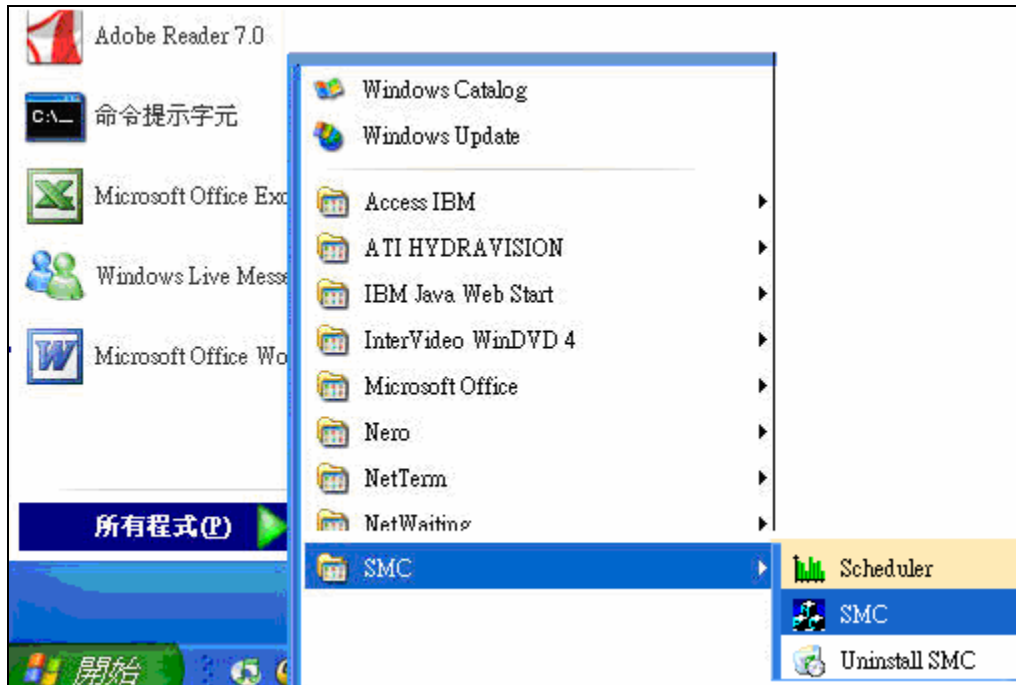 Adobe Reader 7.0
命令提示字元
Microsoft Office Exc
Windows Live Messe
Microsoft Office Wo
所有程式(P)
開始
Windows Catalog
Windows Update
Access IBM
ATI HYDRAVISION
IBM Java Web Start
InterVideo WinDVD 4
Microsoft Office
Nero
NetTerm
NetWaiting
SMC
Scheduler
SMC
Uninstall SMC
C:\_